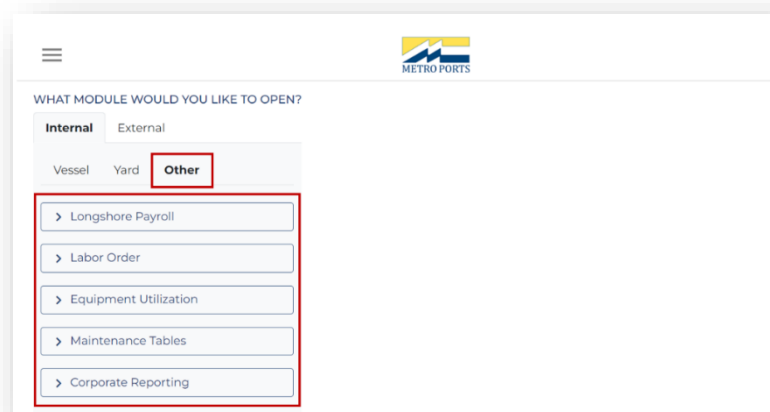 METRO PORTS
WHAT MODULE WOULD YOU LIKE TO OPEN?
Internal External
Vessel Yard Other
Longshore Payroll
Labor Order
Equipment Utilization
Maintenance Tables
Corporate Reporting